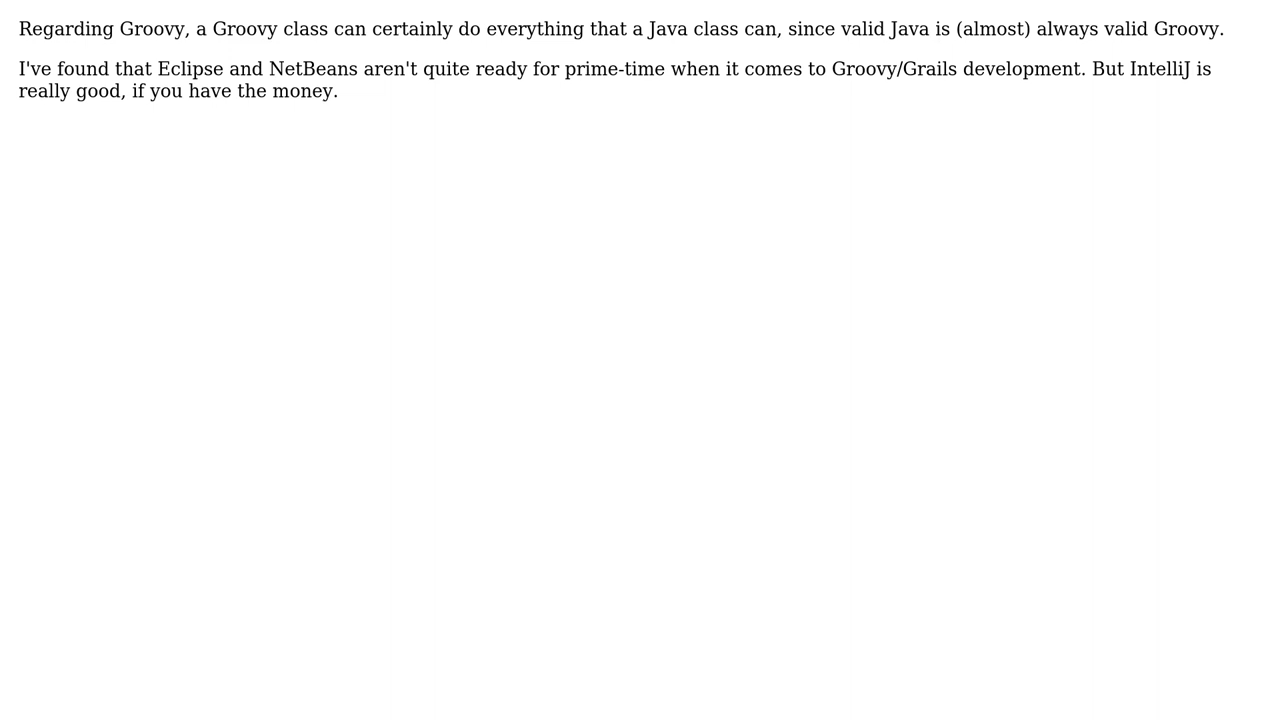 Regarding Groovy, a Groovy class can certainly do everything that a Java class can, since valid Java is (almost) always valid Groovy.
I've found that Eclipse and NetBeans aren't quite ready for prime-time when it comes to Groovy/Grails development. But IntelliJ is
really good, if you have the money.